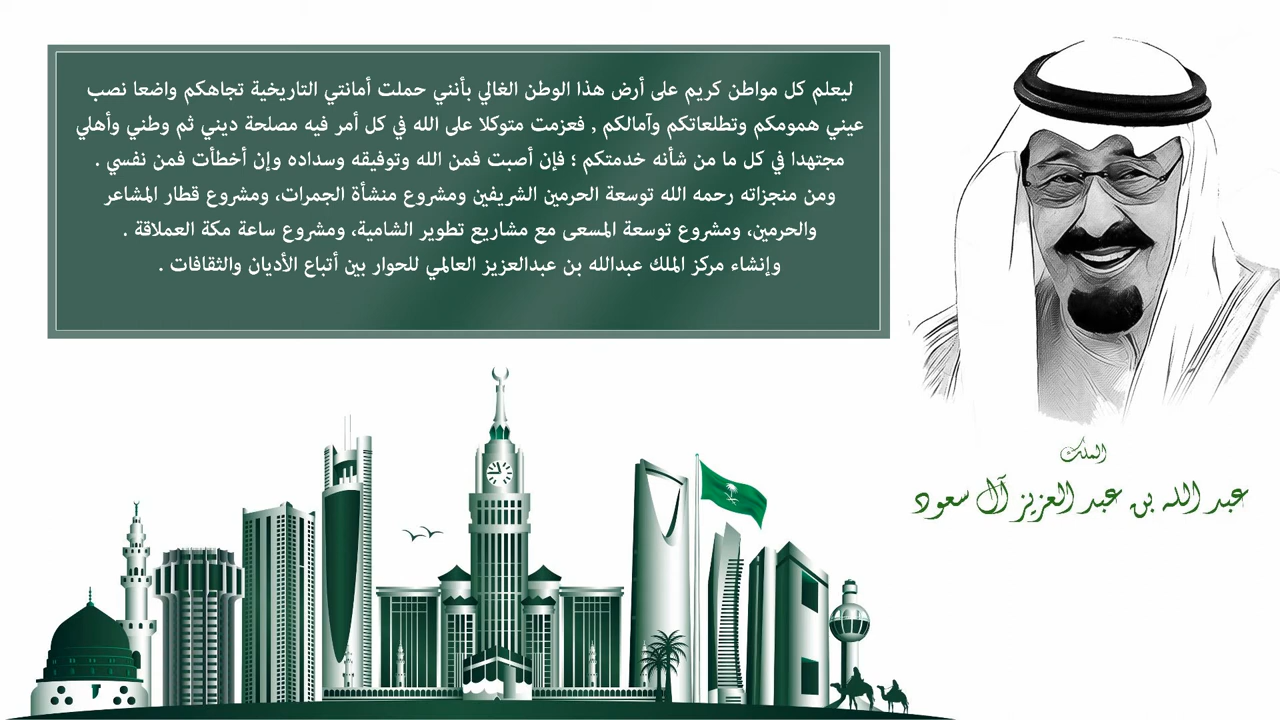 ليعلم كل مواطن كريم على أرض هذا الوطن الغالي بأنني حملت أمانتي التاريخية تجاهكم واضعا نصب
عيني همومكم وتطلعاتكم وآمالكم , فعزمت متوكلا على الله في كل أمر فيه مصلحة ديني ثم وطني وأهلي
مجتهدا في كل ما من شأنه خدمتكم ؛ فإن أصبت فمن الله وتوفيقه وسداده وإن أخطأت فمن نفسي .
ومن منجزاته رحمه الله توسعة الحرمين الشريفين ومشروع منشأة الجمرات، ومشروع قطار المشاعر
والحرمين، ومشروع توسعة المسعى مع مشاريع تطوير الشامية، ومشروع ساعة مكة العملاقة .
وإنشاء مركز الملك عبدالله بن عبدالعزيز العالمي للحوار بين أتباع الأديان والثقافات .
الملك
عبد الله بن عبد العزيز آل سعود